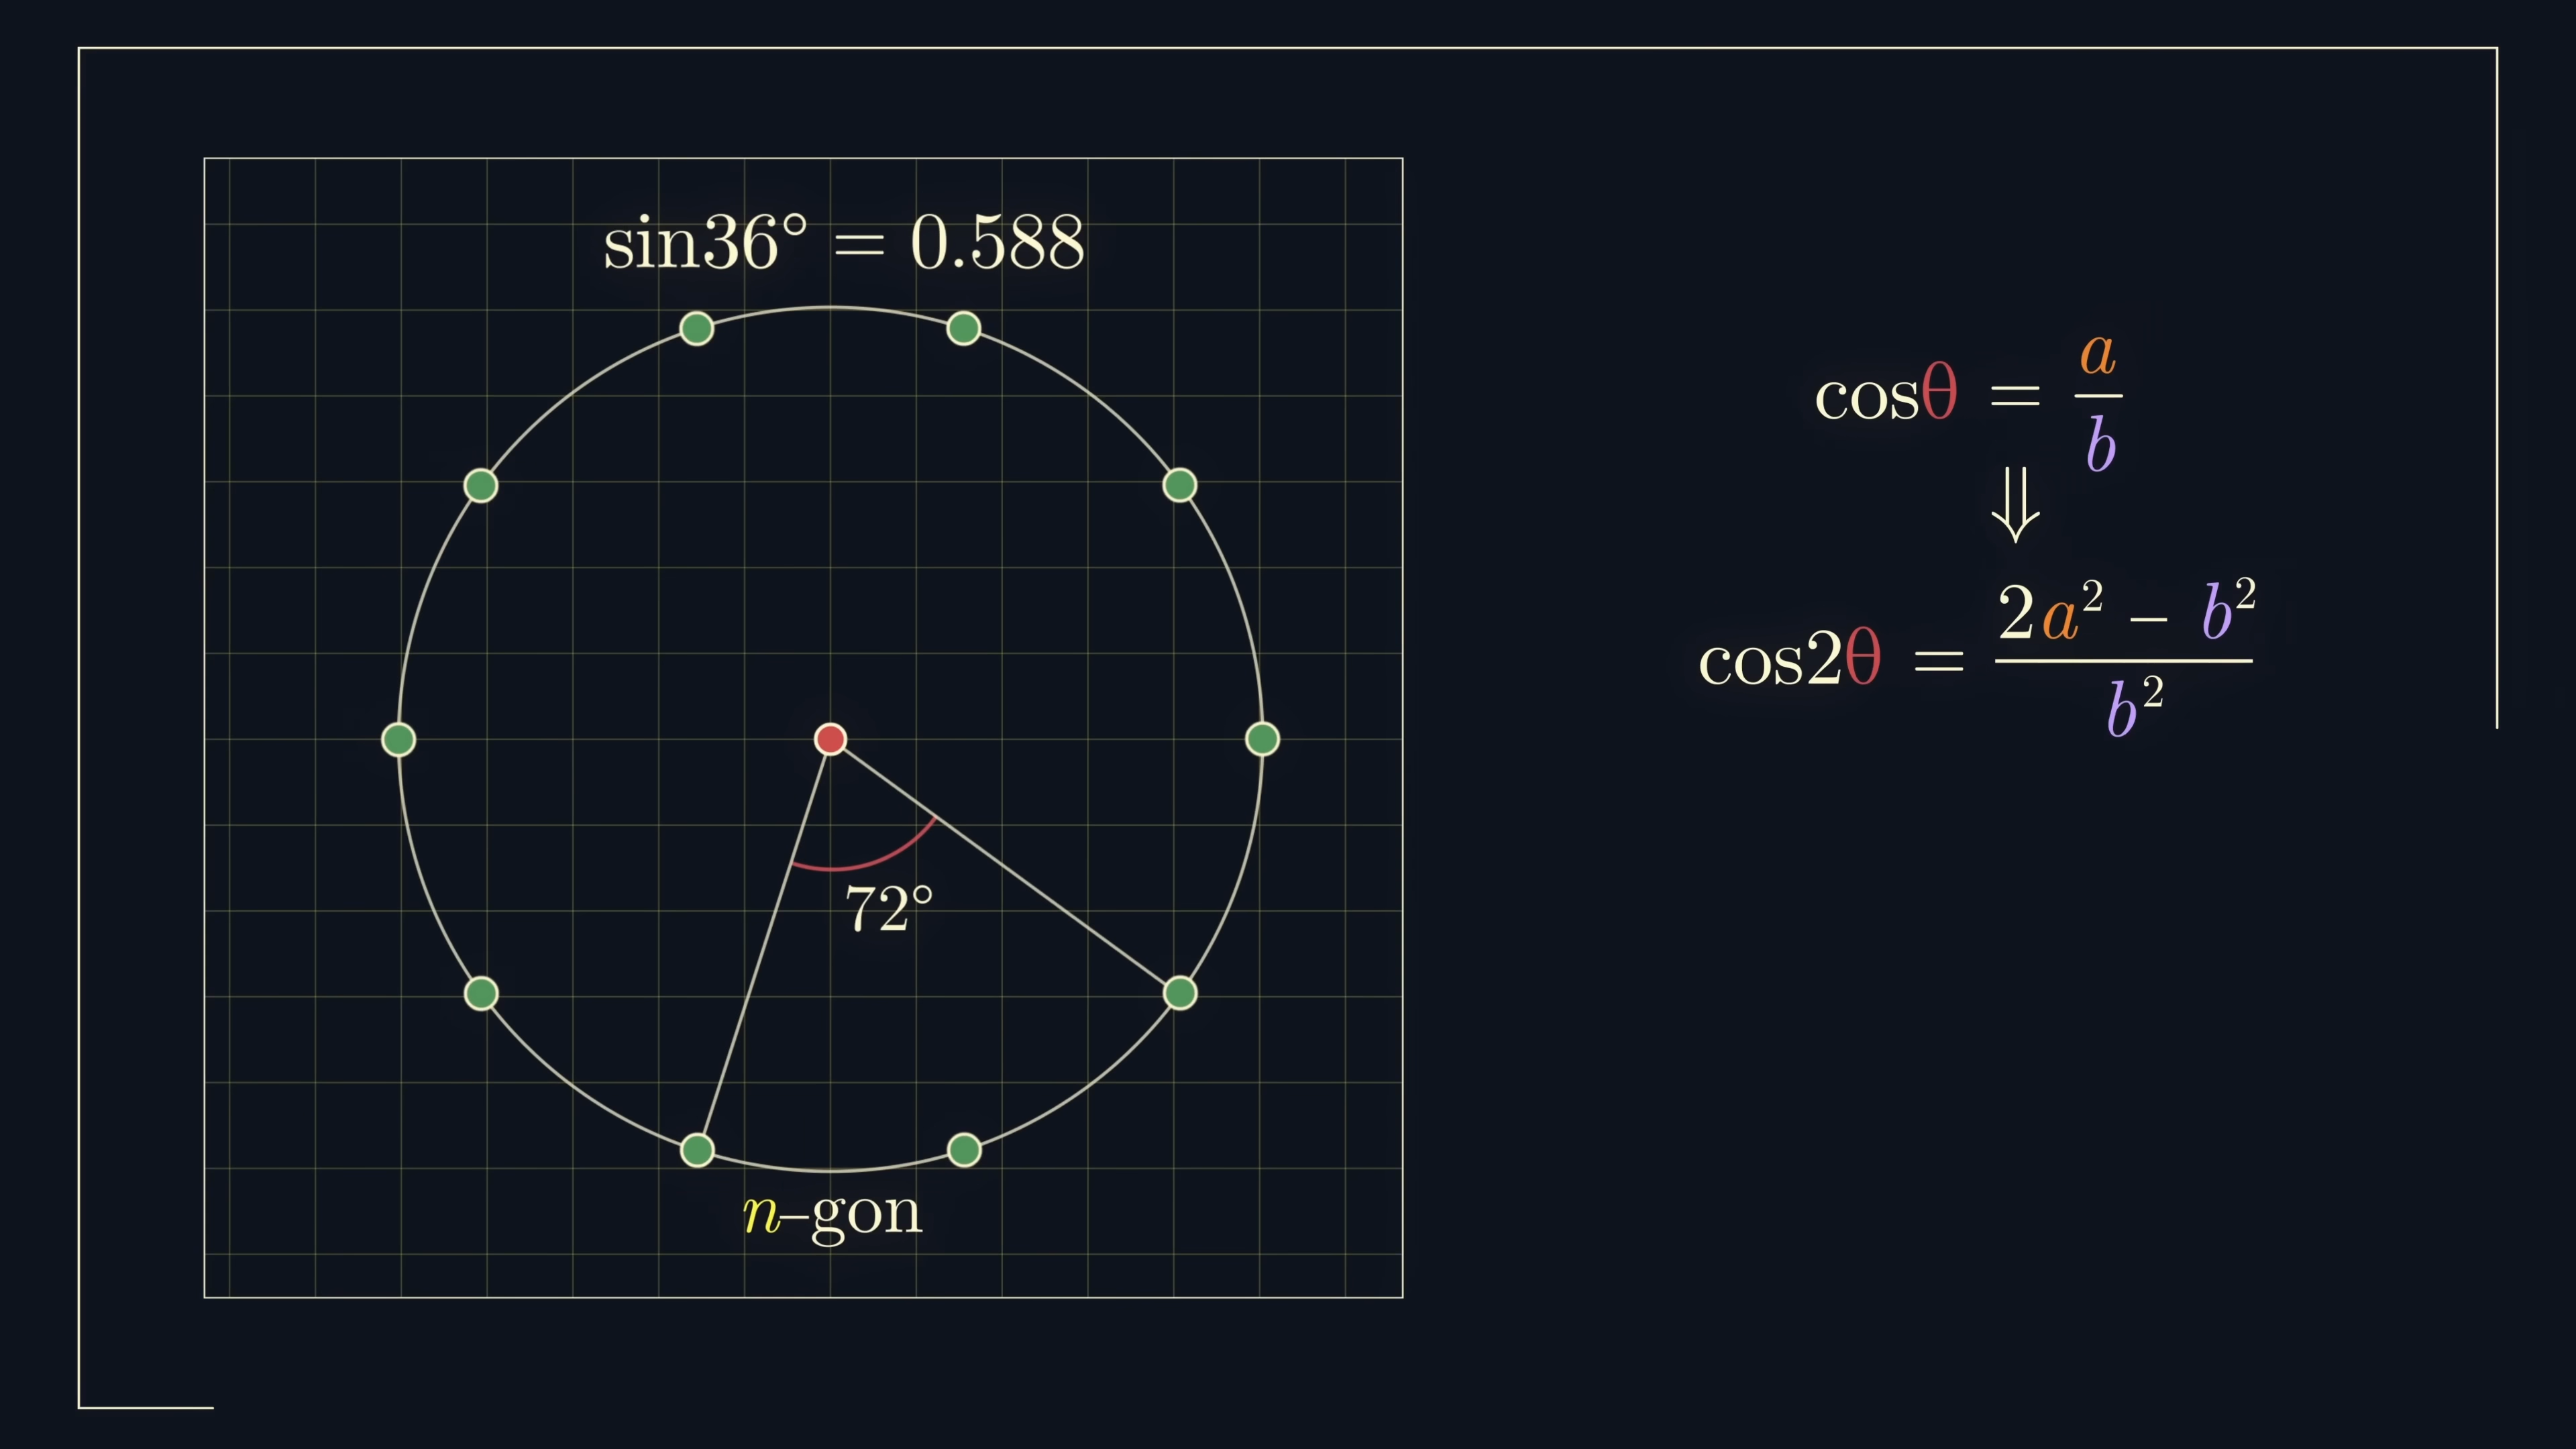 sin36° = 0.588
72°
n–gon
cosθ = a/b
⇓
cos2θ = (2a² – b²)/b²